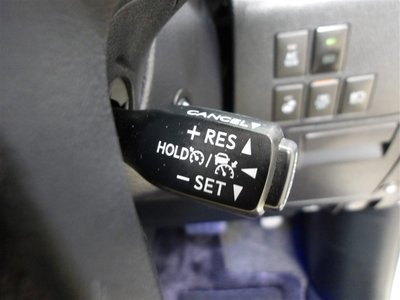 CANCEL
+ RES
HOLD /
− SET